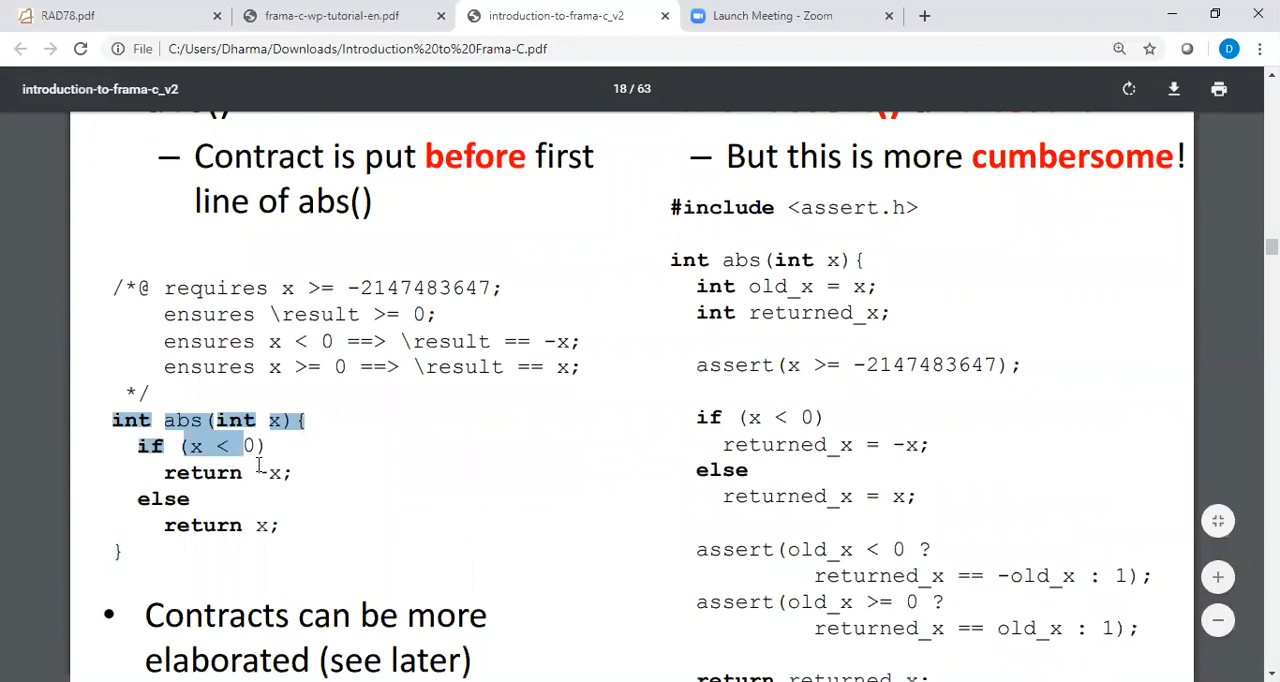 RAD78.pdf
frama-c-wp-tutorial-en.pdf
introduction-to-frama-c_v2
Launch Meeting - Zoom
File
C:/Users/Dharma/Downloads/Introduction%20to%20Frama-C.pdf
D
introduction-to-frama-c_v2
18 / 63
– Contract is put before first
line of abs()
/*@ requires x >= -2147483647;
ensures \result >= 0;
ensures x < 0 ==> \result == -x;
ensures x >= 0 ==> \result == x;
*/
int abs(int x){
if (x < 0)
return -x;
else
return x;
}
• Contracts can be more
elaborated (see later)
– But this is more cumbersome!
#include <assert.h>
int abs(int x){
int old_x = x;
int returned_x;
assert(x >= -2147483647);
if (x < 0)
returned_x = -x;
else
returned_x = x;
assert(old_x < 0 ?
returned_x == -old_x : 1);
assert(old_x >= 0 ?
returned_x == old_x : 1);
return returned_x;